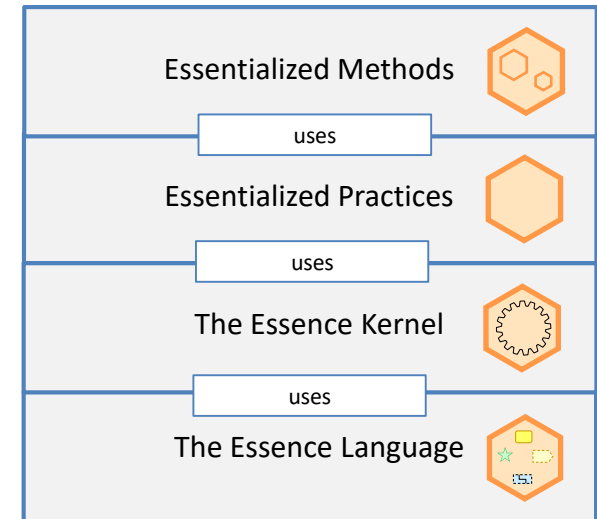 Essentialized Methods
uses
Essentialized Practices
uses
The Essence Kernel
uses
The Essence Language